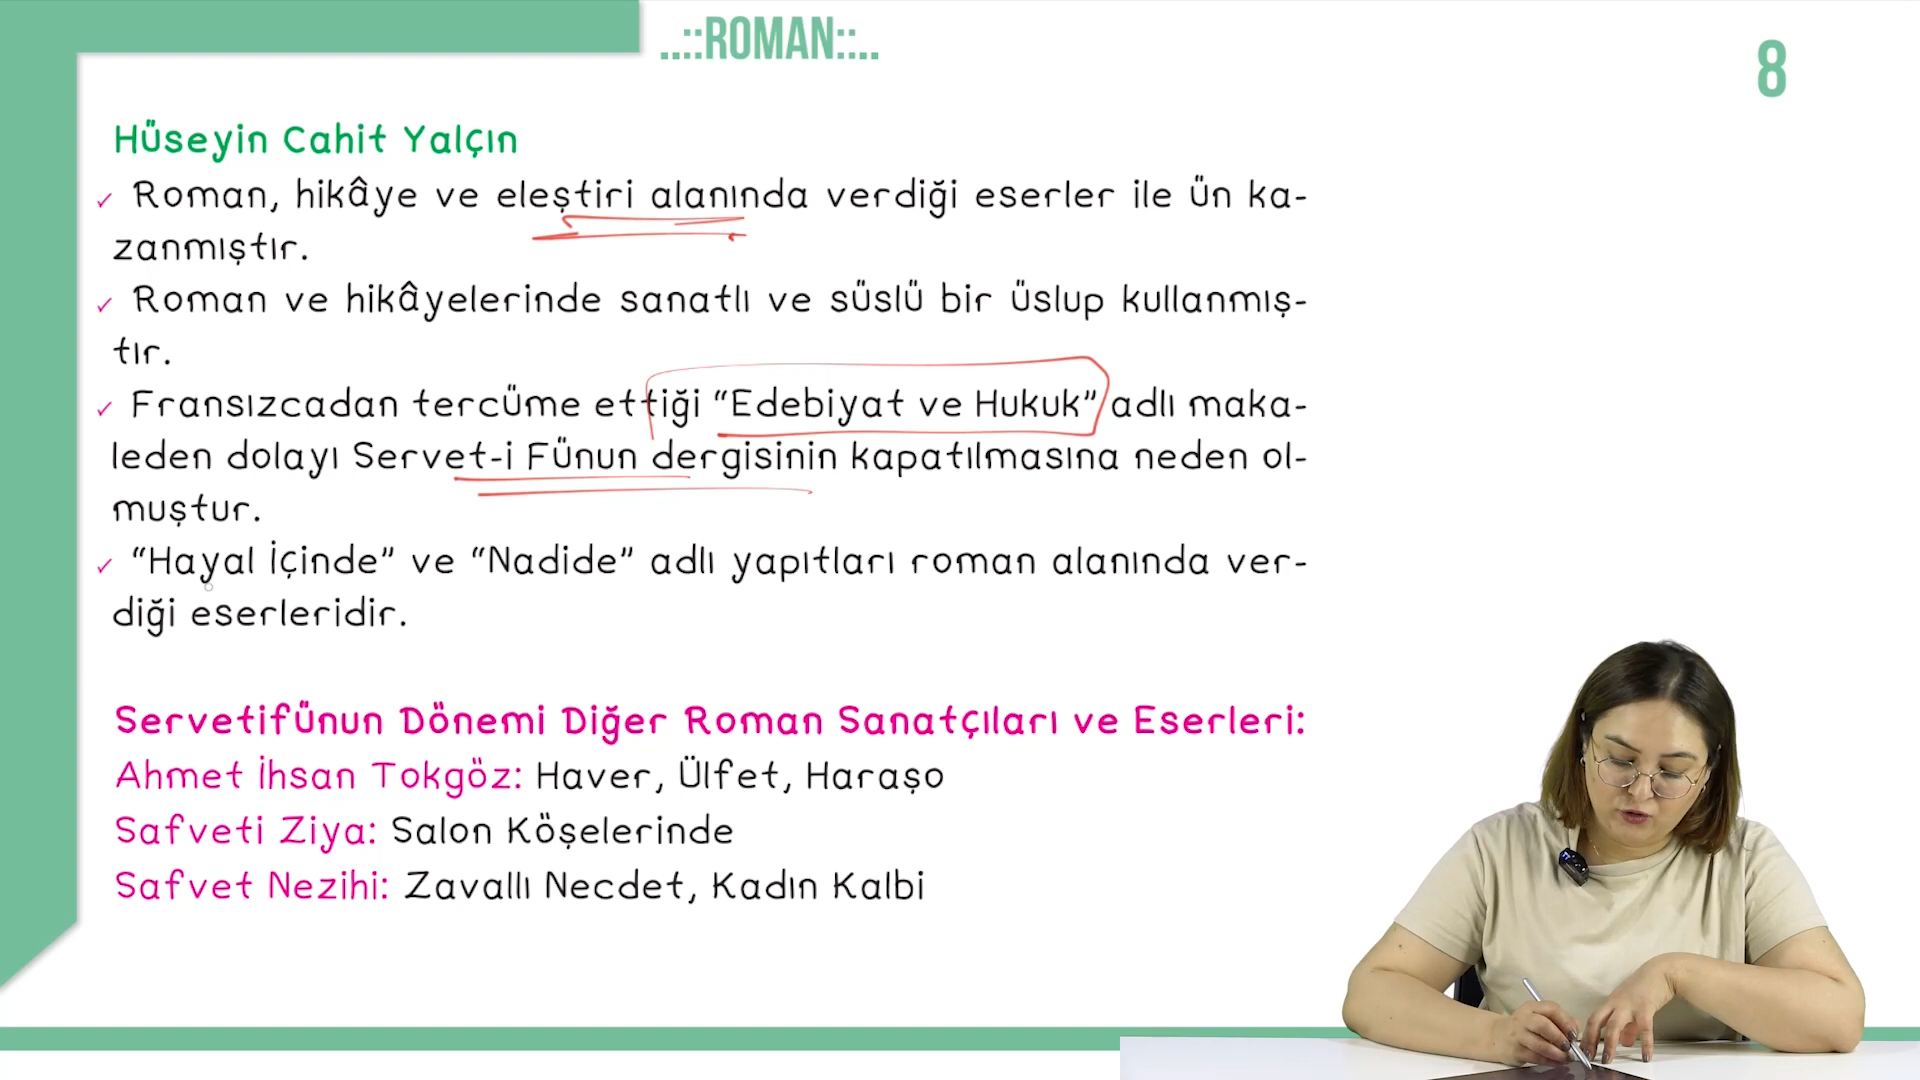 ..::ROMAN::..
8
Hüseyin Cahit Yalçın
✓ Roman, hikâye ve eleştiri alanında verdiği eserler ile ün ka-
zanmıştır.
✓ Roman ve hikâyelerinde sanatlı ve süslü bir üslup kullanmış-
tır.
✓ Fransızcadan tercüme ettiği “Edebiyat ve Hukuk” adlı maka-
leden dolayı Servet-i Fünun dergisinin kapatılmasına neden ol-
muştur.
✓ “Hayal İçinde” ve “Nadide” adlı yapıtları roman alanında ver-
diği eserleridir.
Servetifünun Dönemi Diğer Roman Sanatçıları ve Eserleri:
Ahmet İhsan Tokgöz: Haver, Ülfet, Haraşo
Safveti Ziya: Salon Köşelerinde
Safvet Nezihi: Zavallı Necdet, Kadın Kalbi